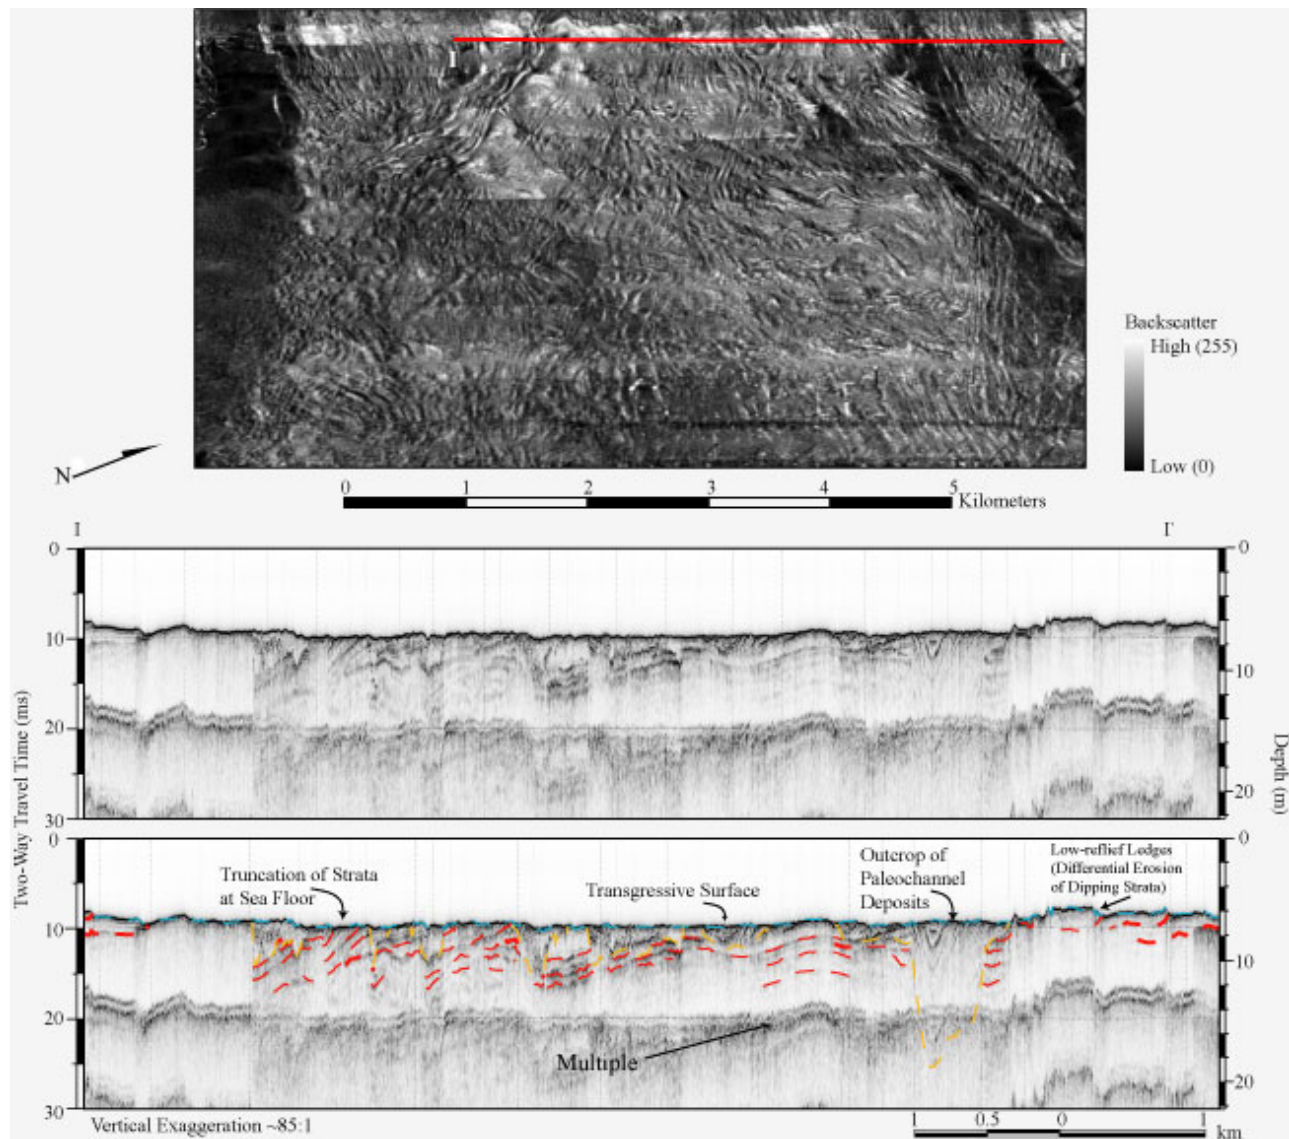 I
I'
Backscatter
High (255)
Low (0)
N
0 1 2 3 4 5
Kilometers
I I'
0 0
10
10
20
20
30
Two-Way Travel Time (ms)
Depth (m)
0 0
Truncation of Strata
at Sea Floor
Transgressive Surface
Outcrop of
Paleochannel
Deposits
Low-reflief Ledges
(Differential Erosion
of Dipping Strata)
10
10
20
Multiple
20
30
Vertical Exaggeration ~85:1
1 0.5 0 1
km